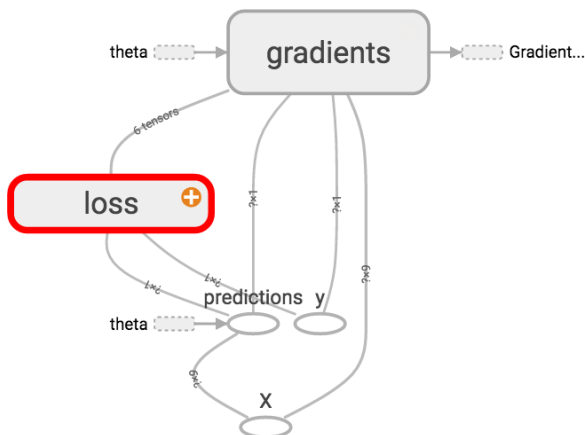 theta
gradients
Gradient...
6 tensors
loss
?×1
?×1
?×9
?×1
?×1
predictions
y
theta
?×9
X